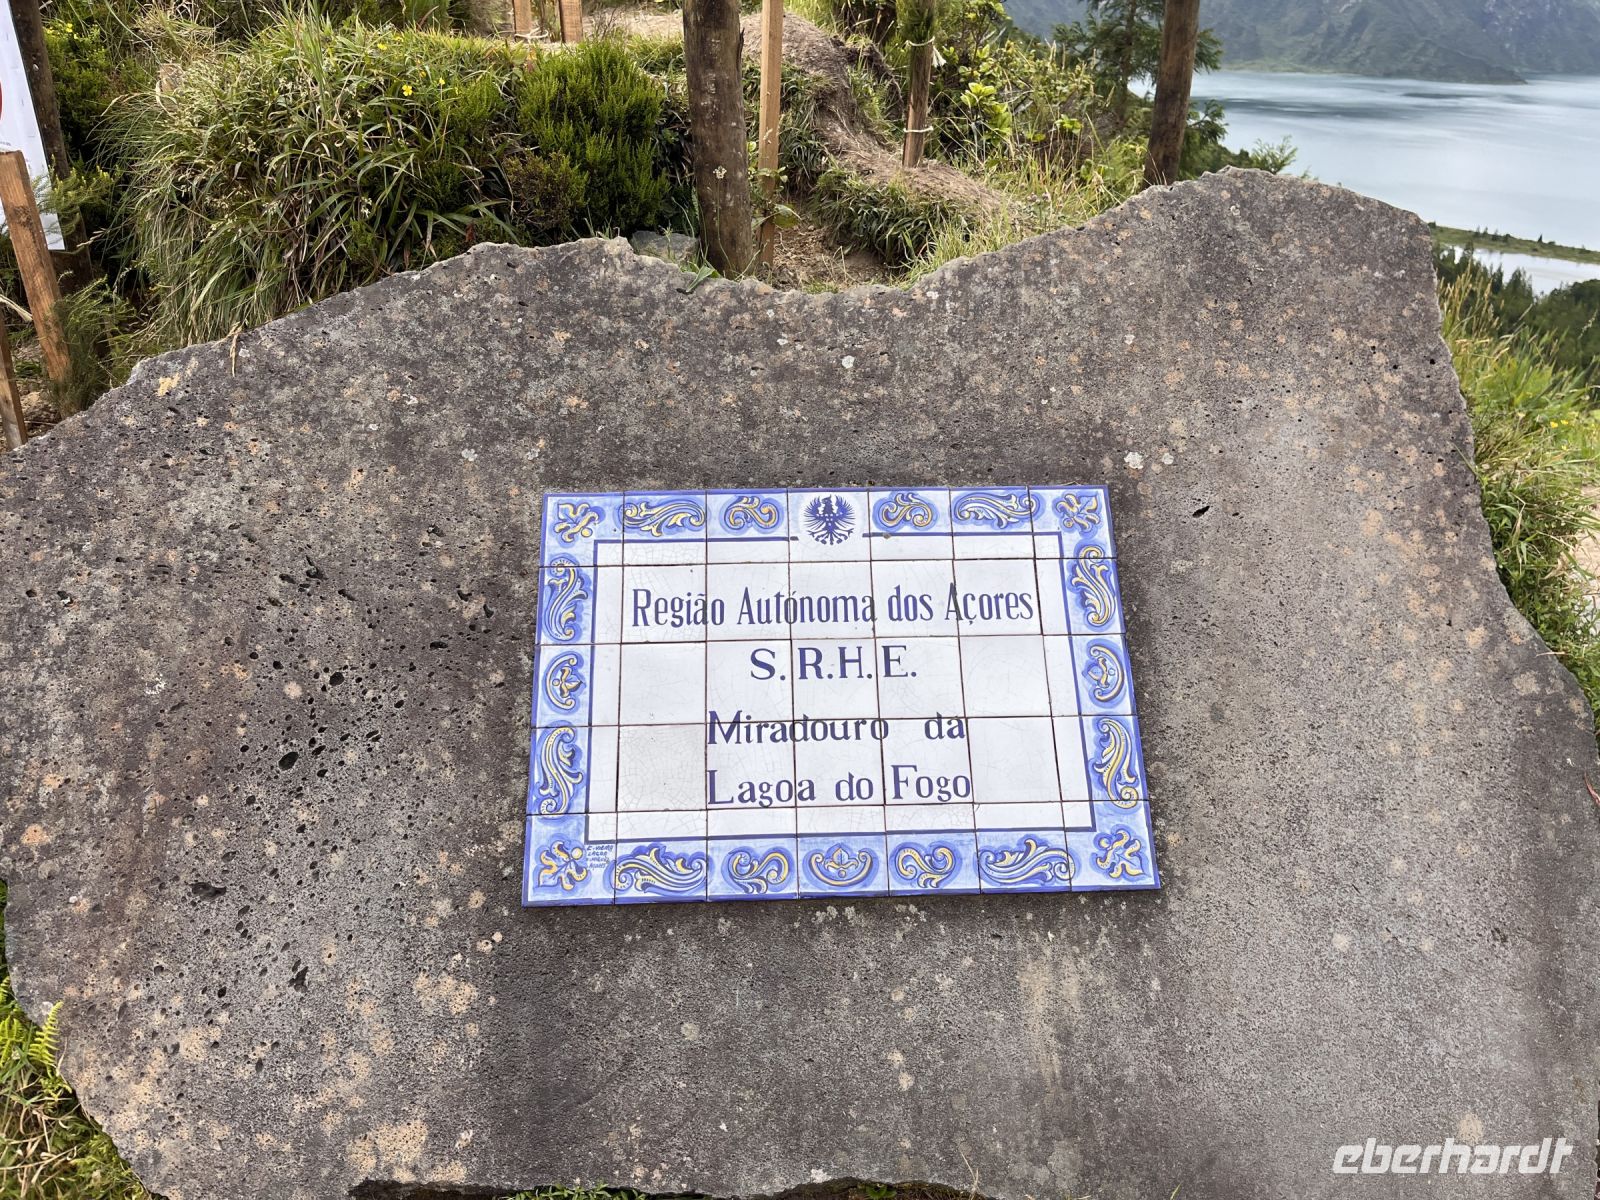 Região Autónoma dos Açores
S.R.H.E.
Miradouro da
Lagoa do Fogo
eberhardt